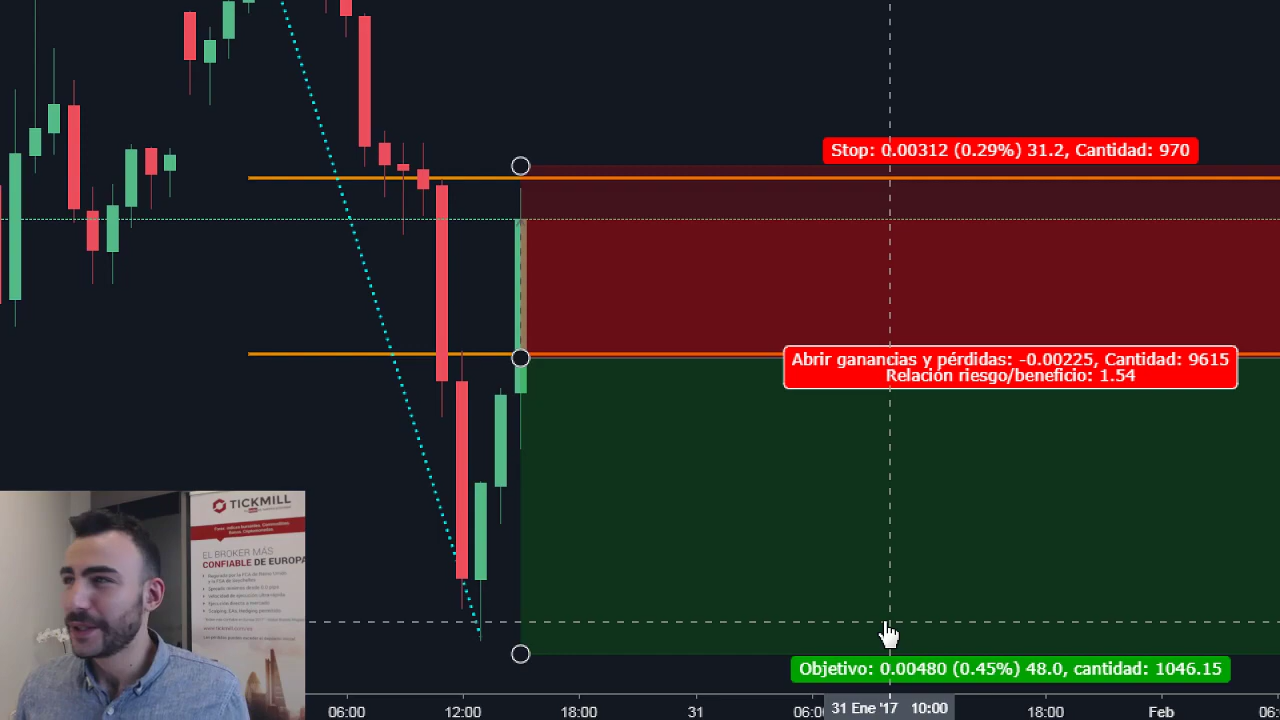 Stop: 0.00312 (0.29%) 31.2, Cantidad: 970
Abrir ganancias y pérdidas: -0.00225, Cantidad: 9615
Relación riesgo/beneficio: 1.54
TICKMILL
EL BROKER MÁS
CONFIABLE DE EUROPA
Objetivo: 0.00480 (0.45%) 48.0, cantidad: 1046.15
06:00 12:00 18:00 31 06:0 31 Ene '17 10:00 18:00 Feb 06: